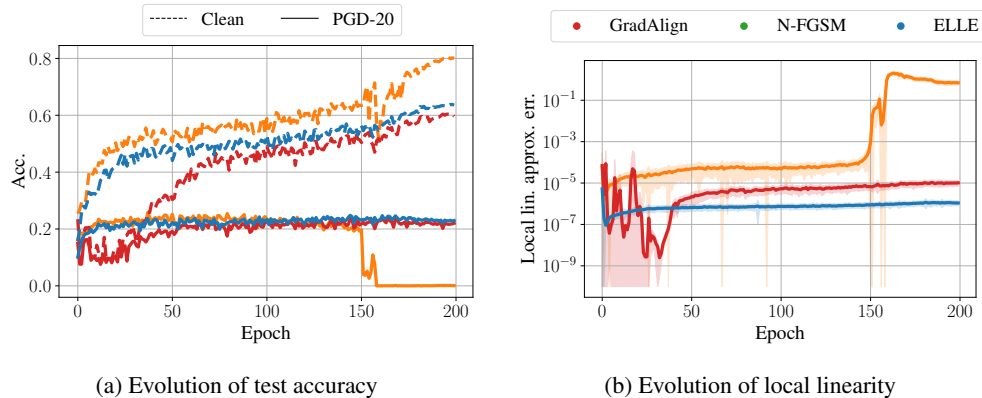 Clean PGD-20
GradAlign N-FGSM ELLE
0.8
0.6
0.4
0.2
0.0
Acc.
0 50 100 150 200
Epoch
10⁻¹
10⁻³
10⁻⁵
10⁻⁷
10⁻⁹
Local lin. approx. err.
0 50 100 150 200
Epoch
(a) Evolution of test accuracy
(b) Evolution of local linearity